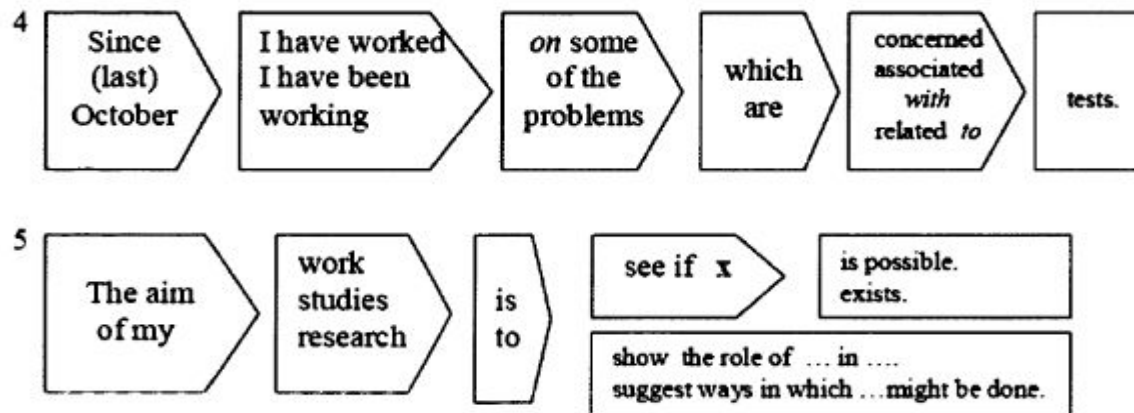 4
Since
(last)
October
I have worked
I have been
working
on some
of the
problems
which
are
concerned
associated
with
related to
tests.
5
The aim
of my
work
studies
research
is
to
see if x
is possible.
exists.
show the role of … in ….
suggest ways in which …might be done.